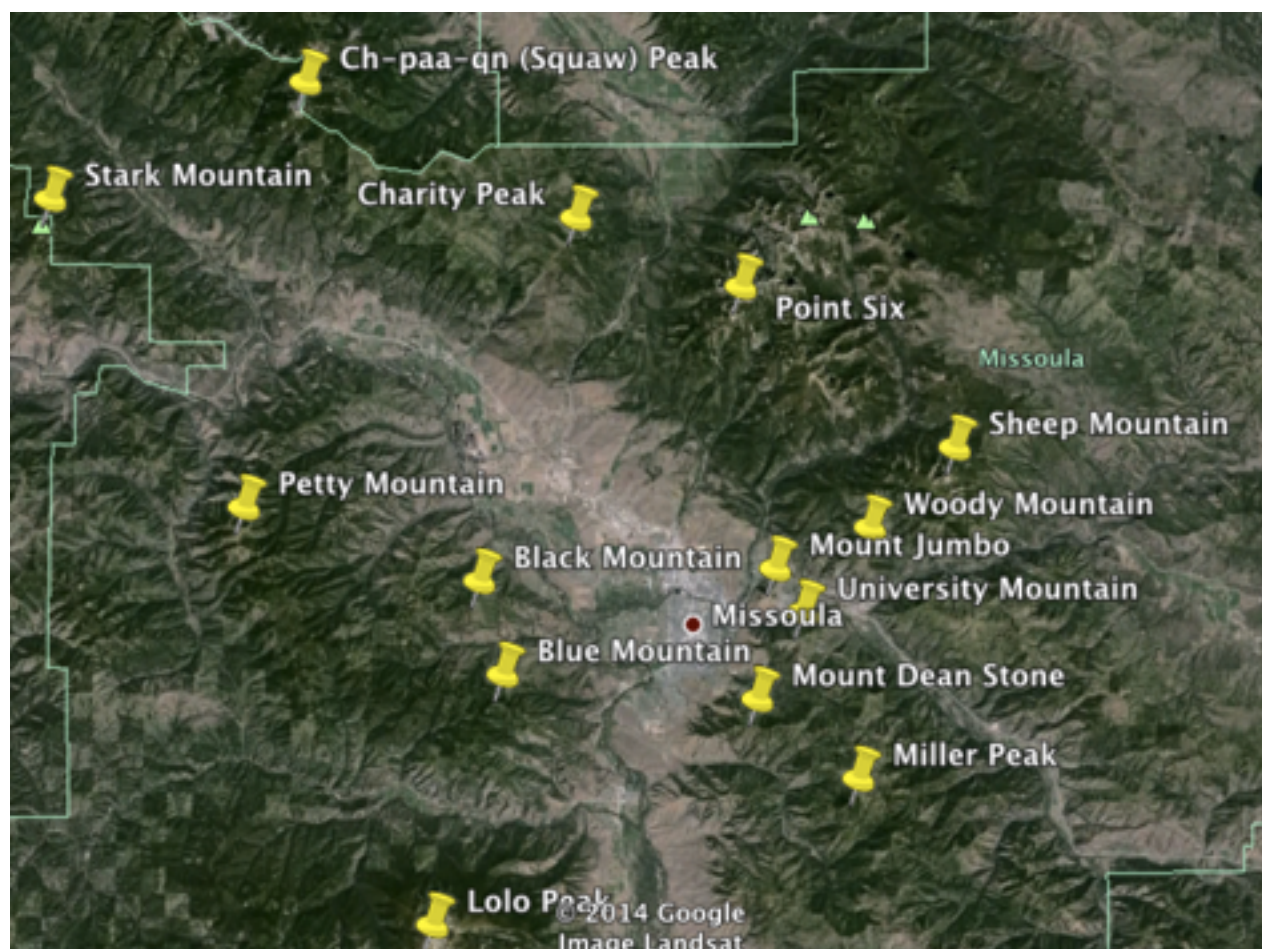 Ch-paa-qn (Squaw) Peak
Stark Mountain
Charity Peak
Point Six
Missoula
Sheep Mountain
Petty Mountain
Woody Mountain
Mount Jumbo
Black Mountain
University Mountain
Missoula
Blue Mountain
Mount Dean Stone
Miller Peak
Lolo Peak
© 2014 Google
Image Landsat